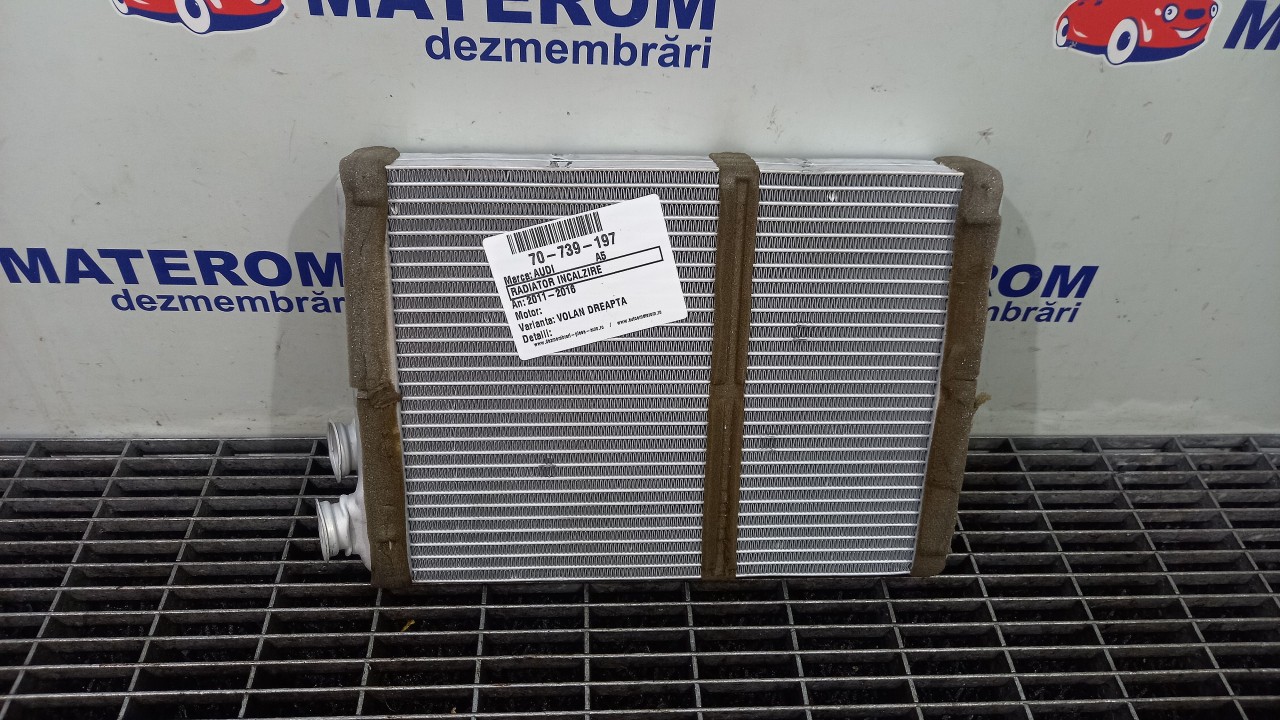 MATEROM
dezmembrări
M
MATEROM
dezmembrări
MATEROM
dezmembrări
70-739-197
Marca: AUDI A5
RADIATOR INCALZIRE
An: 2011-2016
Motor:
Varianta: VOLAN DREAPTA
Detalii: